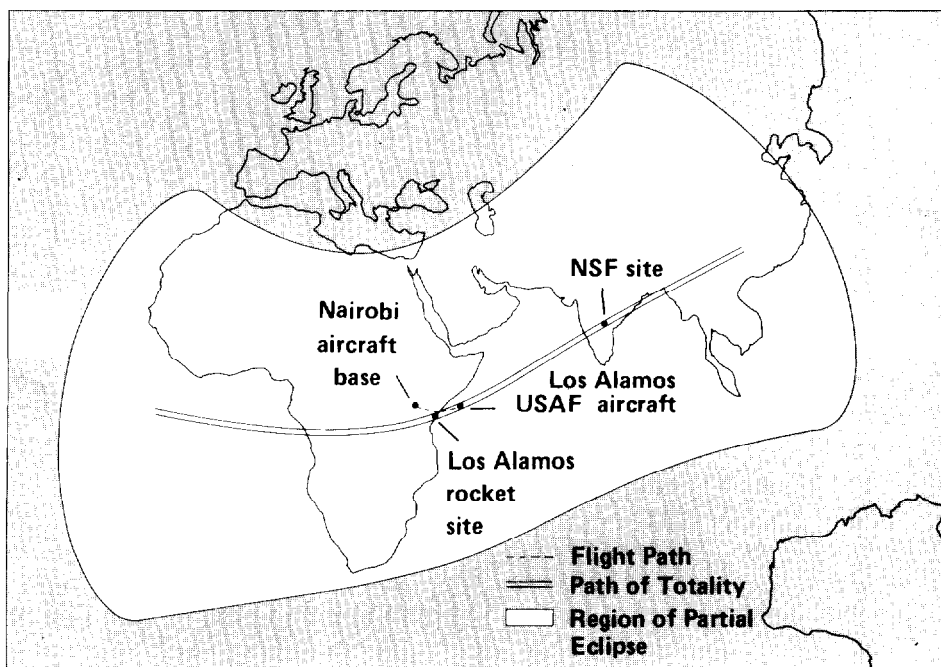 NSF site
Nairobi
aircraft
base
Los Alamos
USAF aircraft
Los Alamos
rocket
site
Flight Path
Path of Totality
Region of Partial
Eclipse